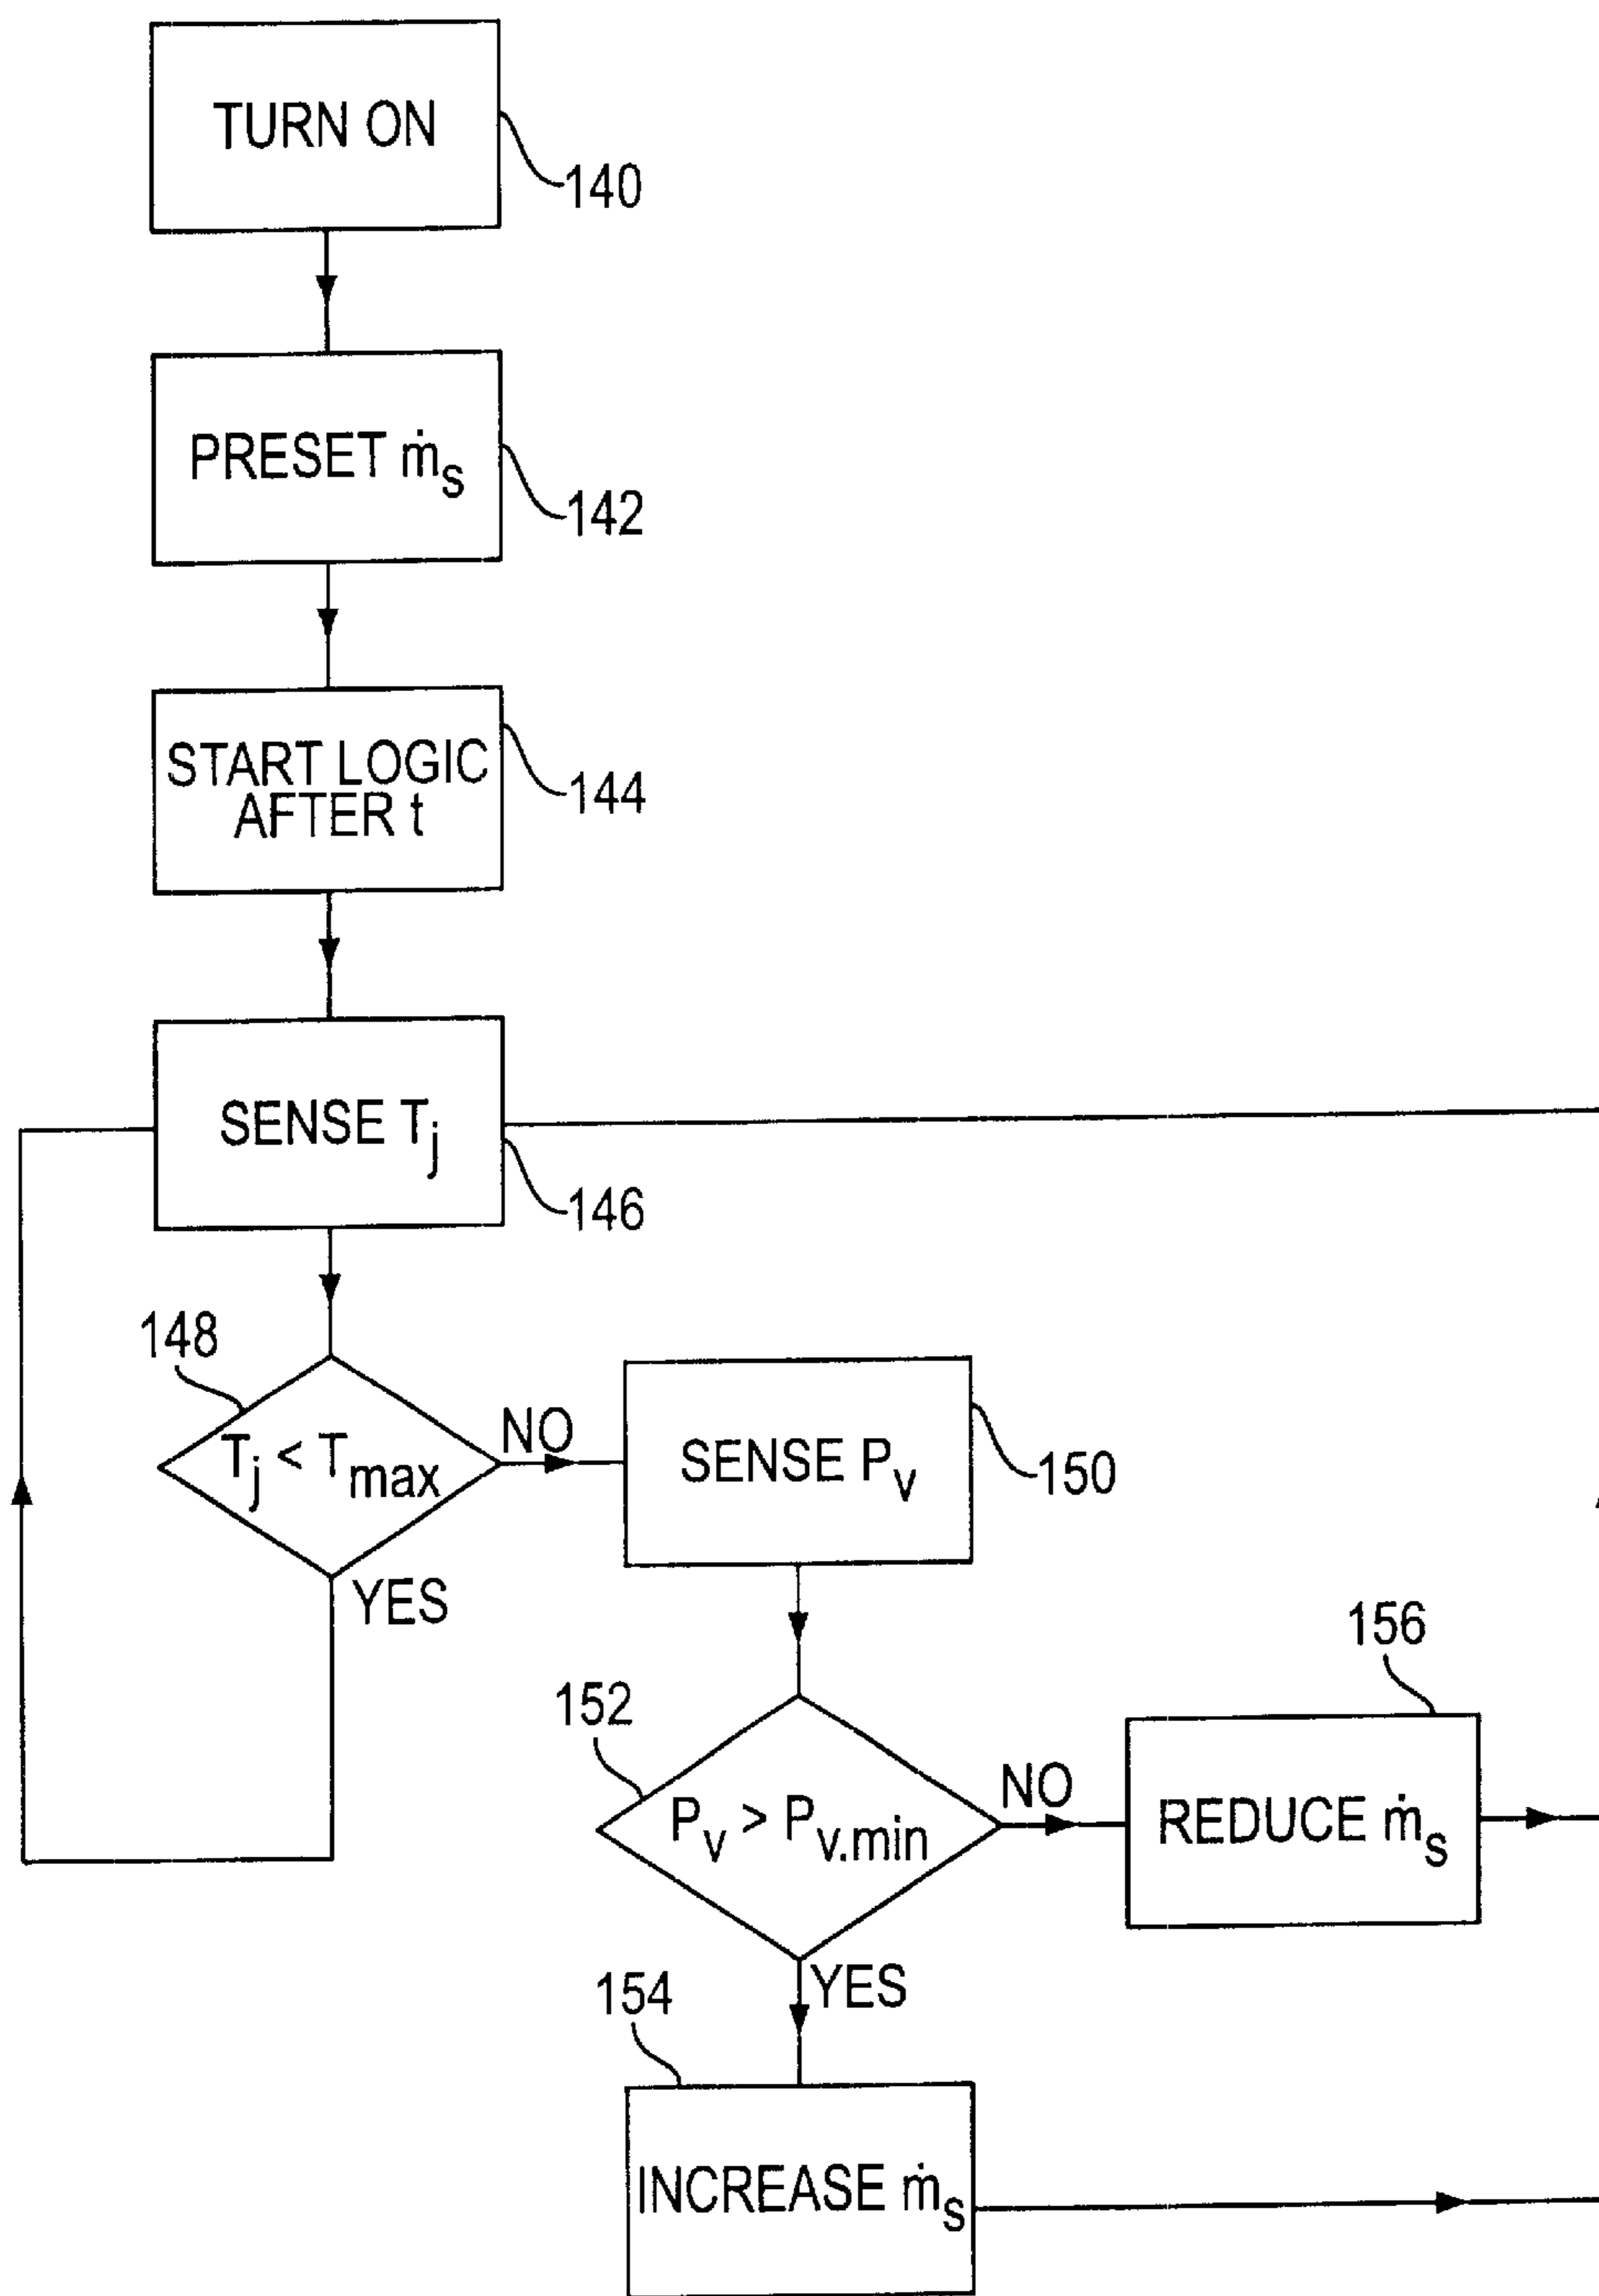 TURN ON
140
PRESET ṁs
142
START LOGIC
AFTER t
144
SENSE Tj
146
148
Tj < Tmax
NO
YES
SENSE Pv
150
152
Pv > Pv.min
NO
YES
156
REDUCE ṁs
154
INCREASE ṁs